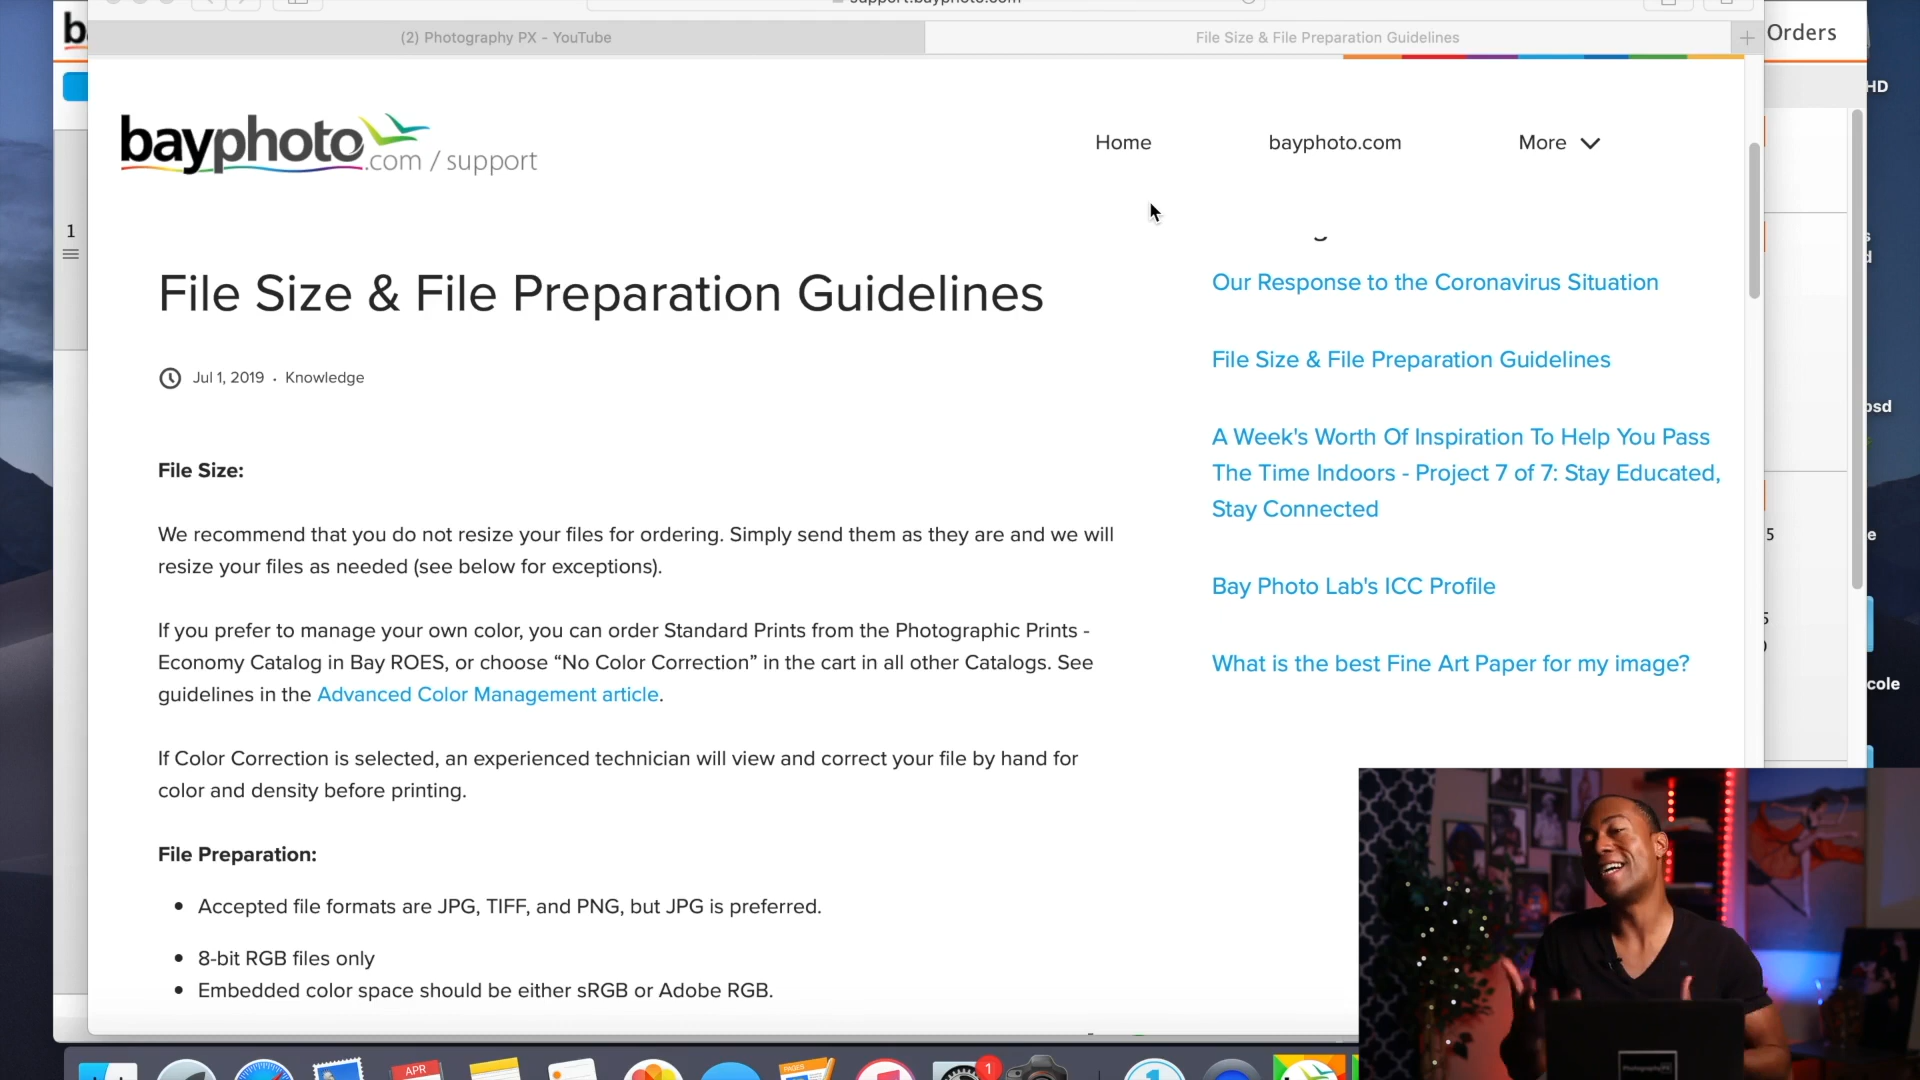 support.bayphoto.com
(2) Photography PX - YouTube
File Size & File Preparation Guidelines
+
Orders
HD
bayphoto.com / support
Home
bayphoto.com
More
1
File Size & File Preparation Guidelines
Jul 1, 2019 · Knowledge
File Size:
We recommend that you do not resize your files for ordering. Simply send them as they are and we will
resize your files as needed (see below for exceptions).
If you prefer to manage your own color, you can order Standard Prints from the Photographic Prints -
Economy Catalog in Bay ROES, or choose “No Color Correction” in the cart in all other Catalogs. See
guidelines in the Advanced Color Management article.
If Color Correction is selected, an experienced technician will view and correct your file by hand for
color and density before printing.
File Preparation:
• Accepted file formats are JPG, TIFF, and PNG, but JPG is preferred.
• 8-bit RGB files only
• Embedded color space should be either sRGB or Adobe RGB.
Our Response to the Coronavirus Situation
File Size & File Preparation Guidelines
A Week's Worth Of Inspiration To Help You Pass
The Time Indoors - Project 7 of 7: Stay Educated,
Stay Connected
Bay Photo Lab's ICC Profile
What is the best Fine Art Paper for my image?
psd
5
e
cole
APR
PAGES
1